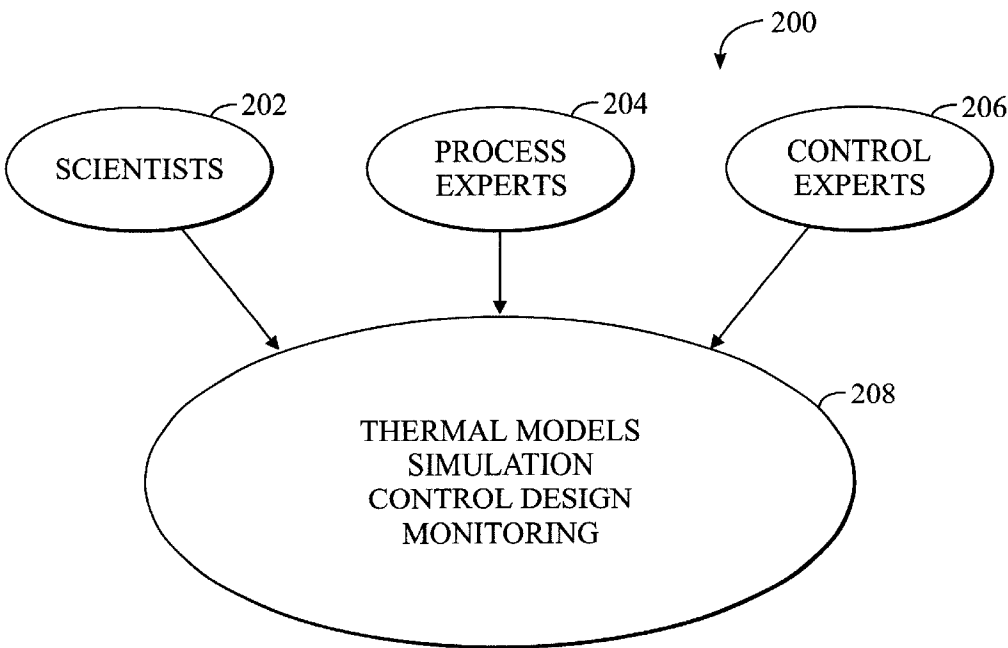 200
202
204
206
SCIENTISTS
PROCESS
EXPERTS
CONTROL
EXPERTS
208
THERMAL MODELS
SIMULATION
CONTROL DESIGN
MONITORING